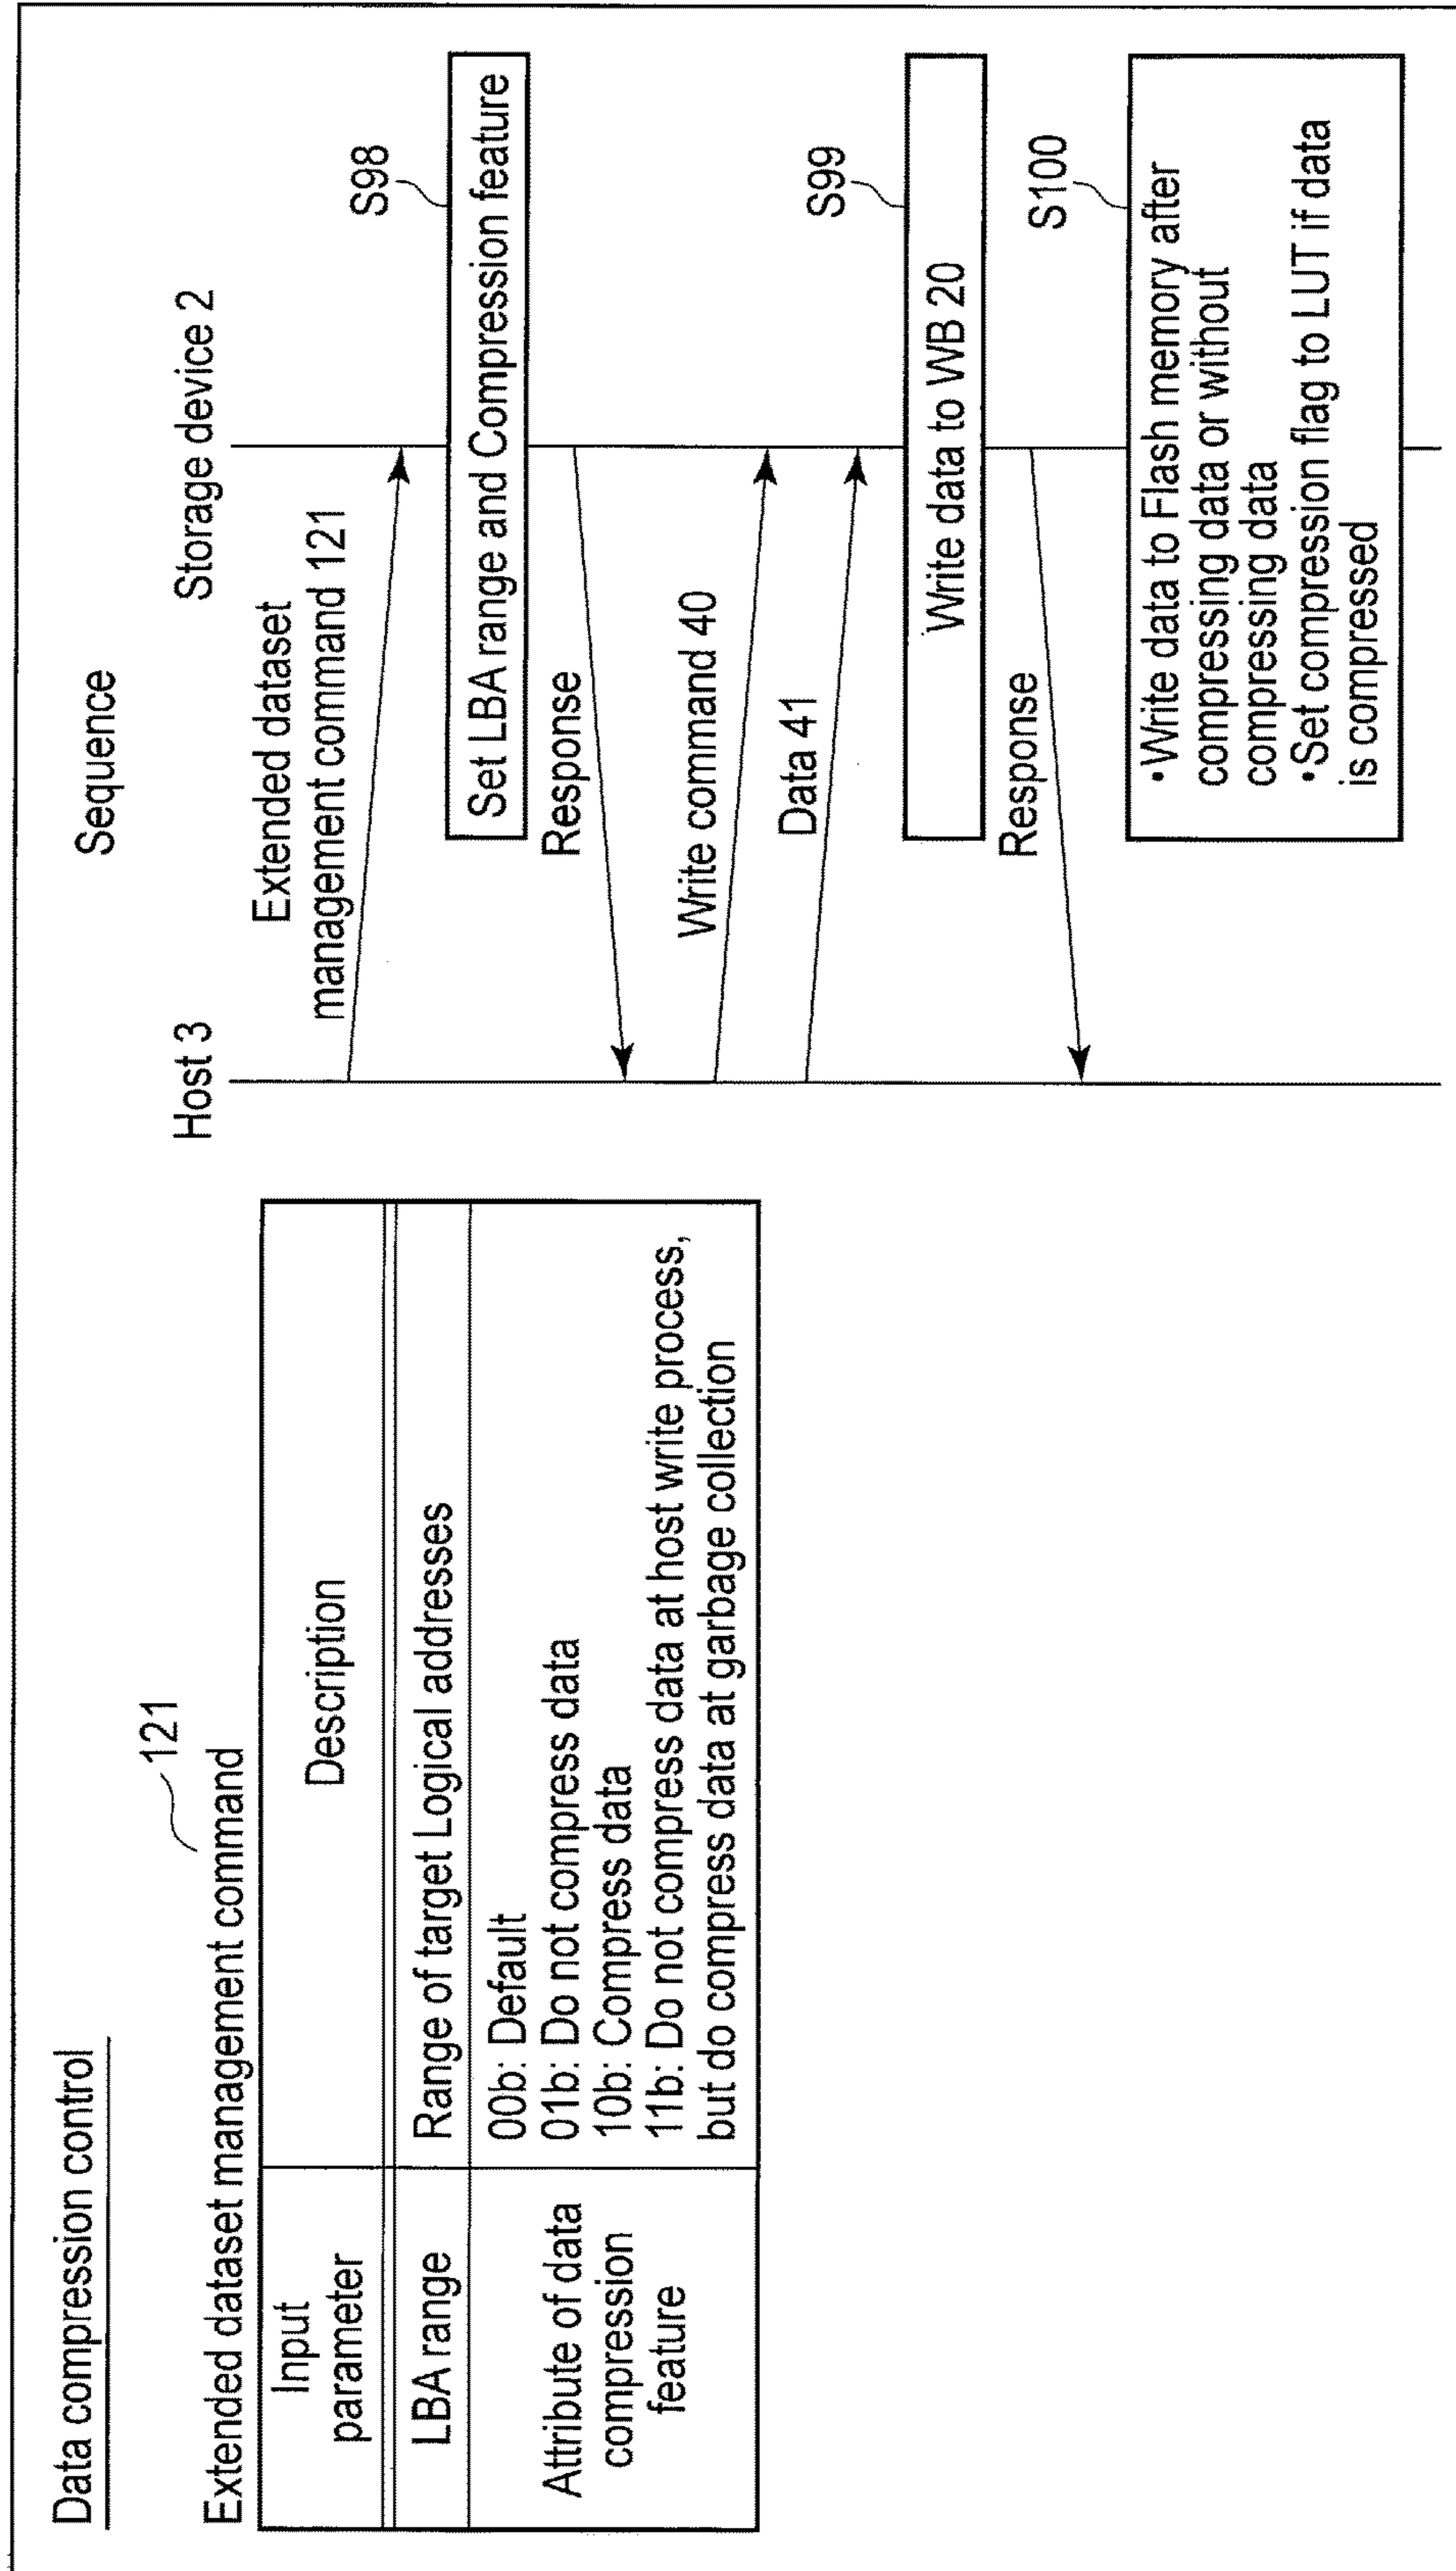 Data compression control
121
Extended dataset management command
Input
parameter
Description
LBA range
Range of target Logical addresses
Attribute of data
compression
feature
00b: Default
01b: Do not compress data
10b: Compress data
11b: Do not compress data at host write process,
but do compress data at garbage collection
Sequence
Host 3
Storage device 2
Extended dataset
management command 121
S98
Set LBA range and Compression feature
Response
Write command 40
Data 41
S99
Write data to WB 20
Response
S100
•Write data to Flash memory after
compressing data or without
compressing data
•Set compression flag to LUT if data
is compressed